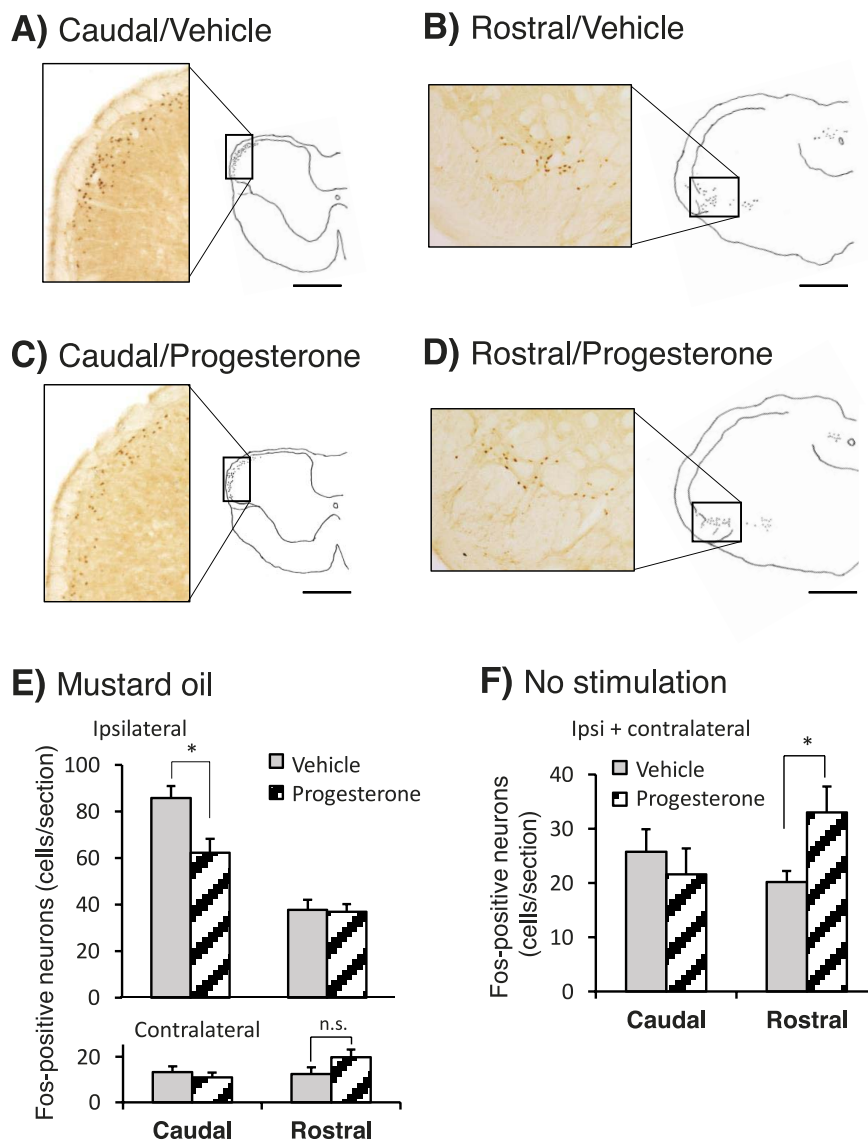 A) Caudal/Vehicle
B) Rostral/Vehicle
C) Caudal/Progesterone
D) Rostral/Progesterone
E) Mustard oil
Ipsilateral
*
100
80
60
40
20
0
Vehicle
Progesterone
Fos-positive neurons (cells/section)
Contralateral
n.s.
20
0
Caudal
Rostral
F) No stimulation
Ipsi + contralateral
*
Vehicle
Progesterone
40
30
20
10
0
Fos-positive neurons
(cells/section)
Caudal
Rostral